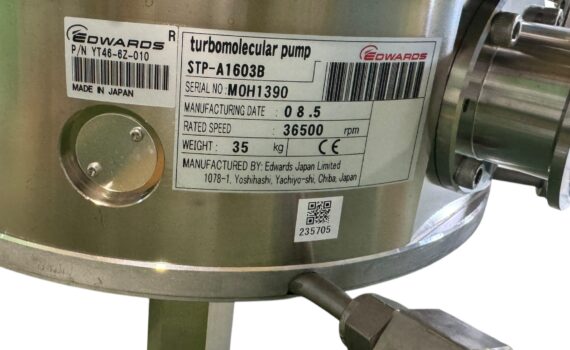 EDWARDS R
P/N YT46-6Z-010
MADE IN JAPAN
turbomolecular pump EDWARDS
STP-A1603B
SERIAL NO: MOH1390
MANUFACTURING DATE : 08.5
RATED SPEED : 36500 rpm
WEIGHT : 35 kg CE
MANUFACTURED BY: Edwards Japan Limited
1078-1, Yoshihashi, Yachiyo-shi, Chiba, Japan
235705